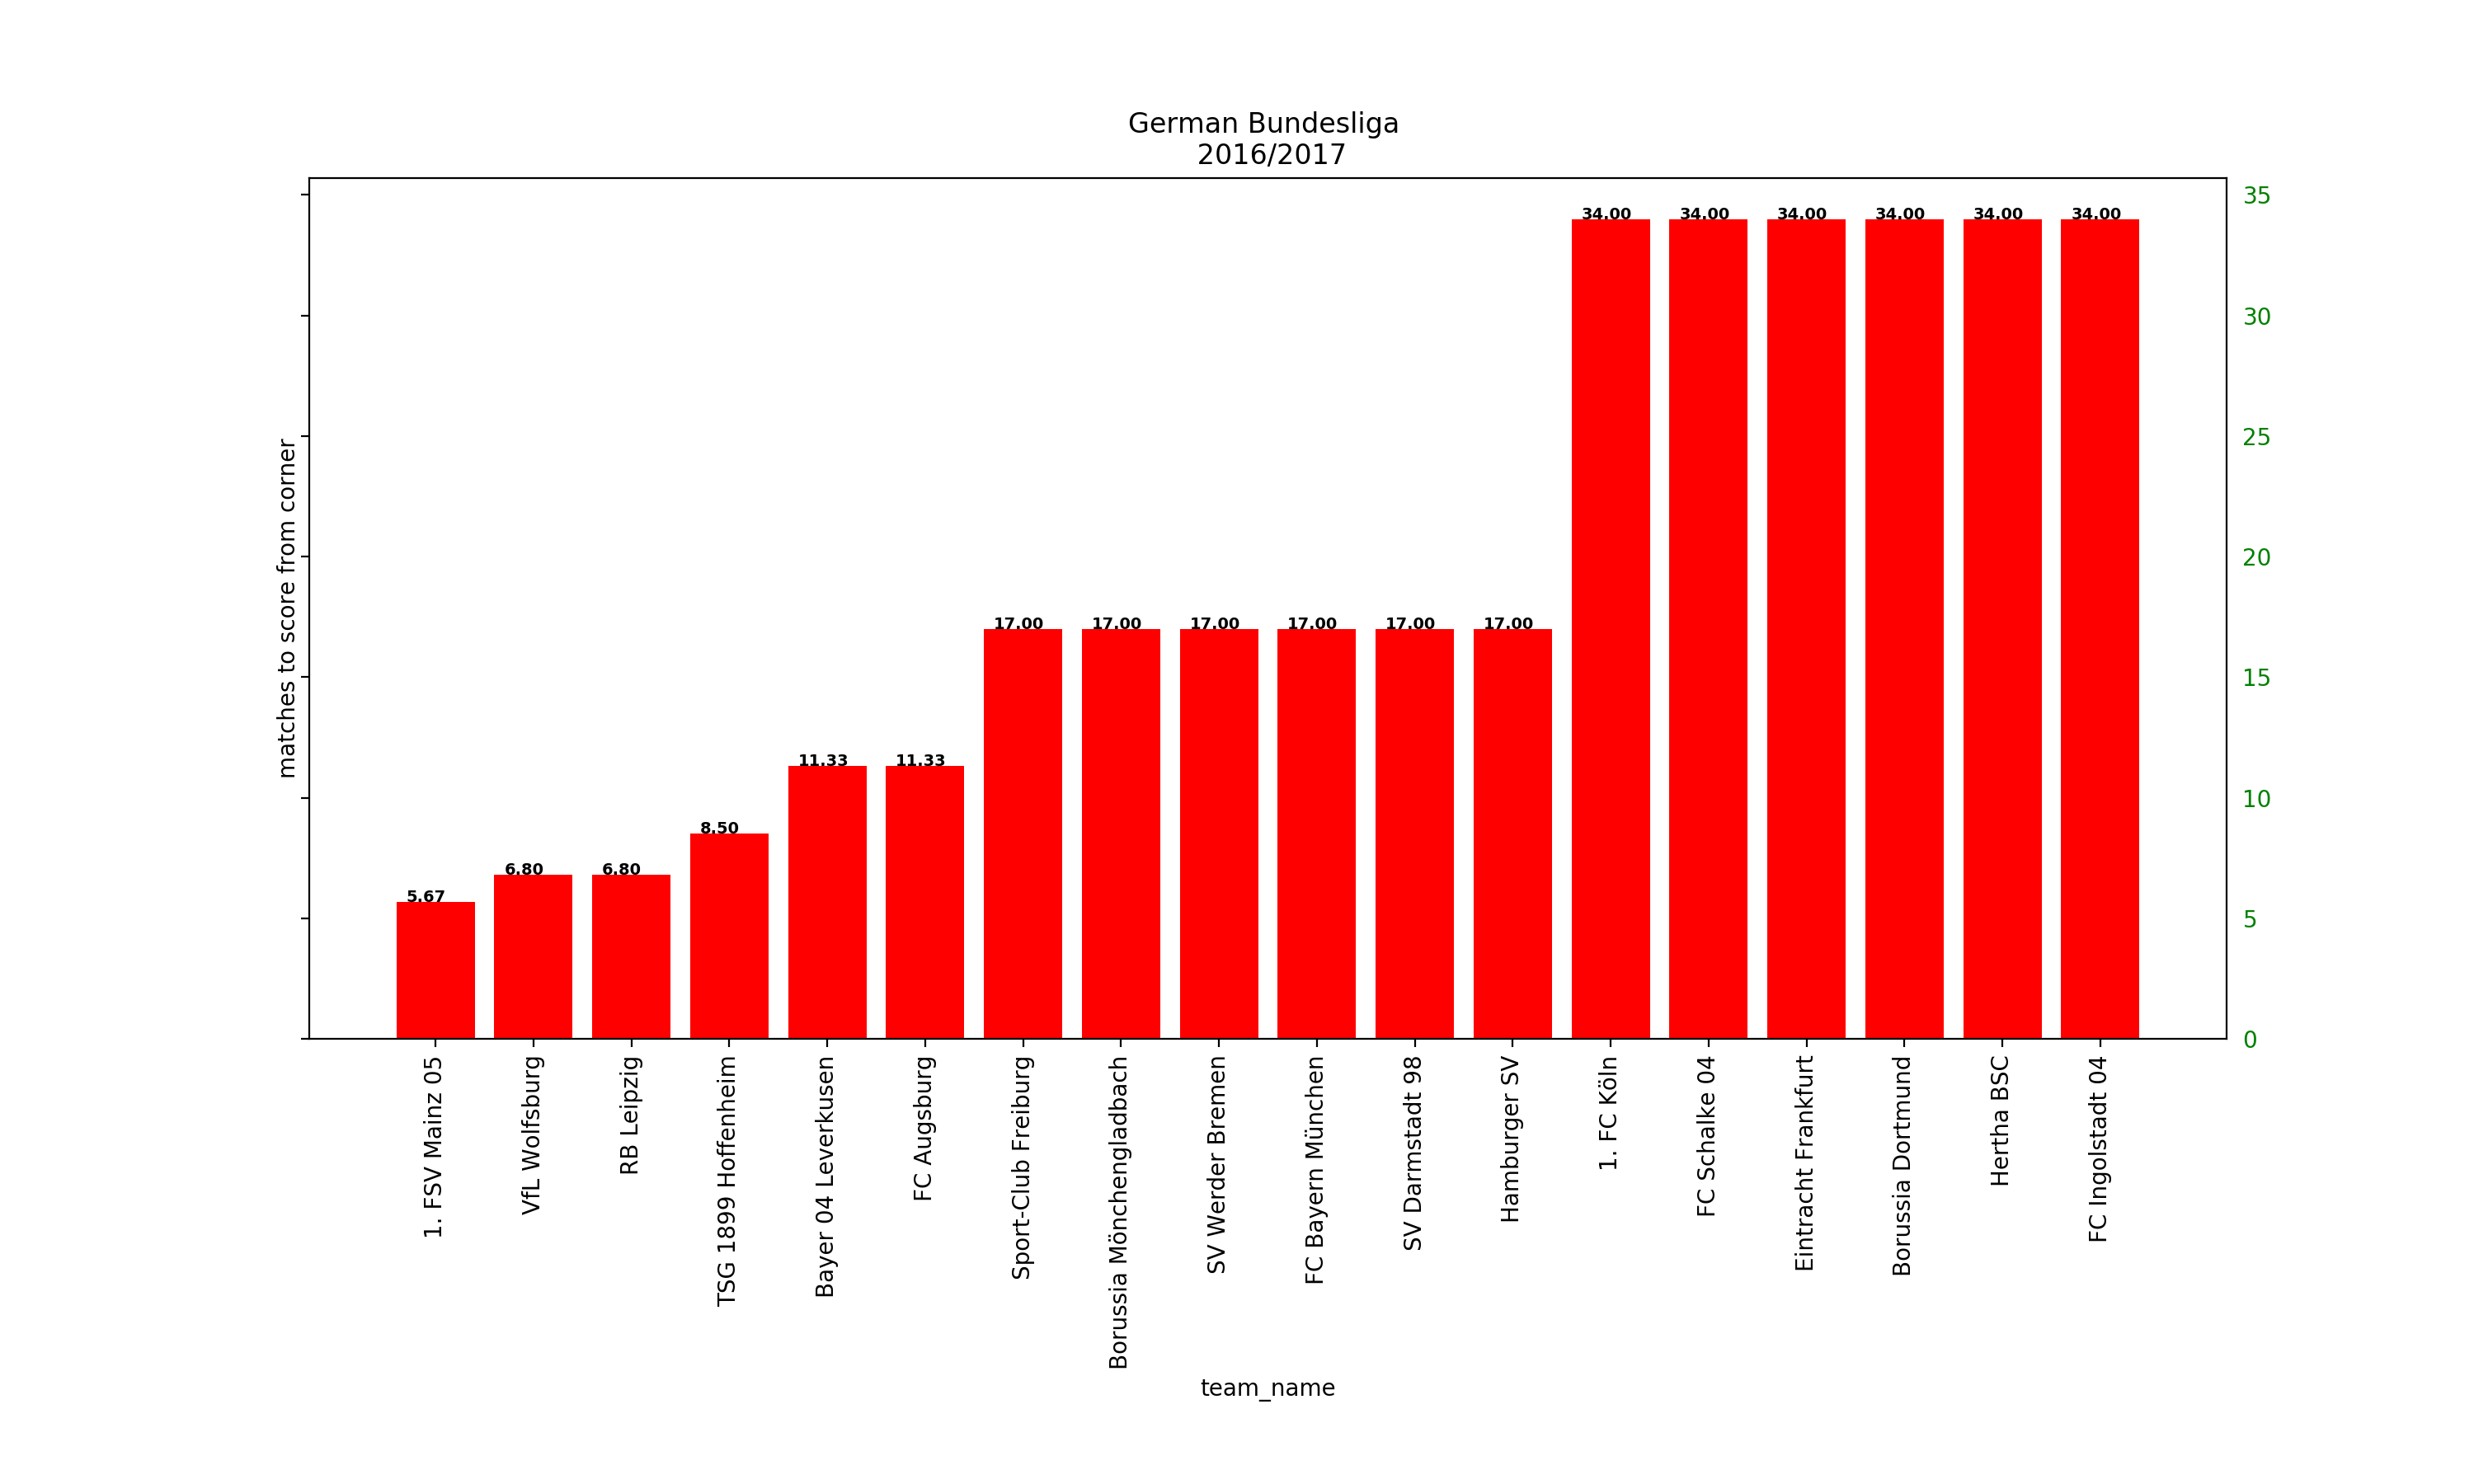 German Bundesliga
2016/2017
matches to score from corner
35
30
25
20
15
10
5
0
5.67
6.80
6.80
8.50
11.33
11.33
17.00
17.00
17.00
17.00
17.00
17.00
34.00
34.00
34.00
34.00
34.00
34.00
1. FSV Mainz 05
VfL Wolfsburg
RB Leipzig
TSG 1899 Hoffenheim
Bayer 04 Leverkusen
FC Augsburg
Sport-Club Freiburg
Borussia Mönchengladbach
SV Werder Bremen
FC Bayern München
SV Darmstadt 98
Hamburger SV
1. FC Köln
FC Schalke 04
Eintracht Frankfurt
Borussia Dortmund
Hertha BSC
FC Ingolstadt 04
team_name